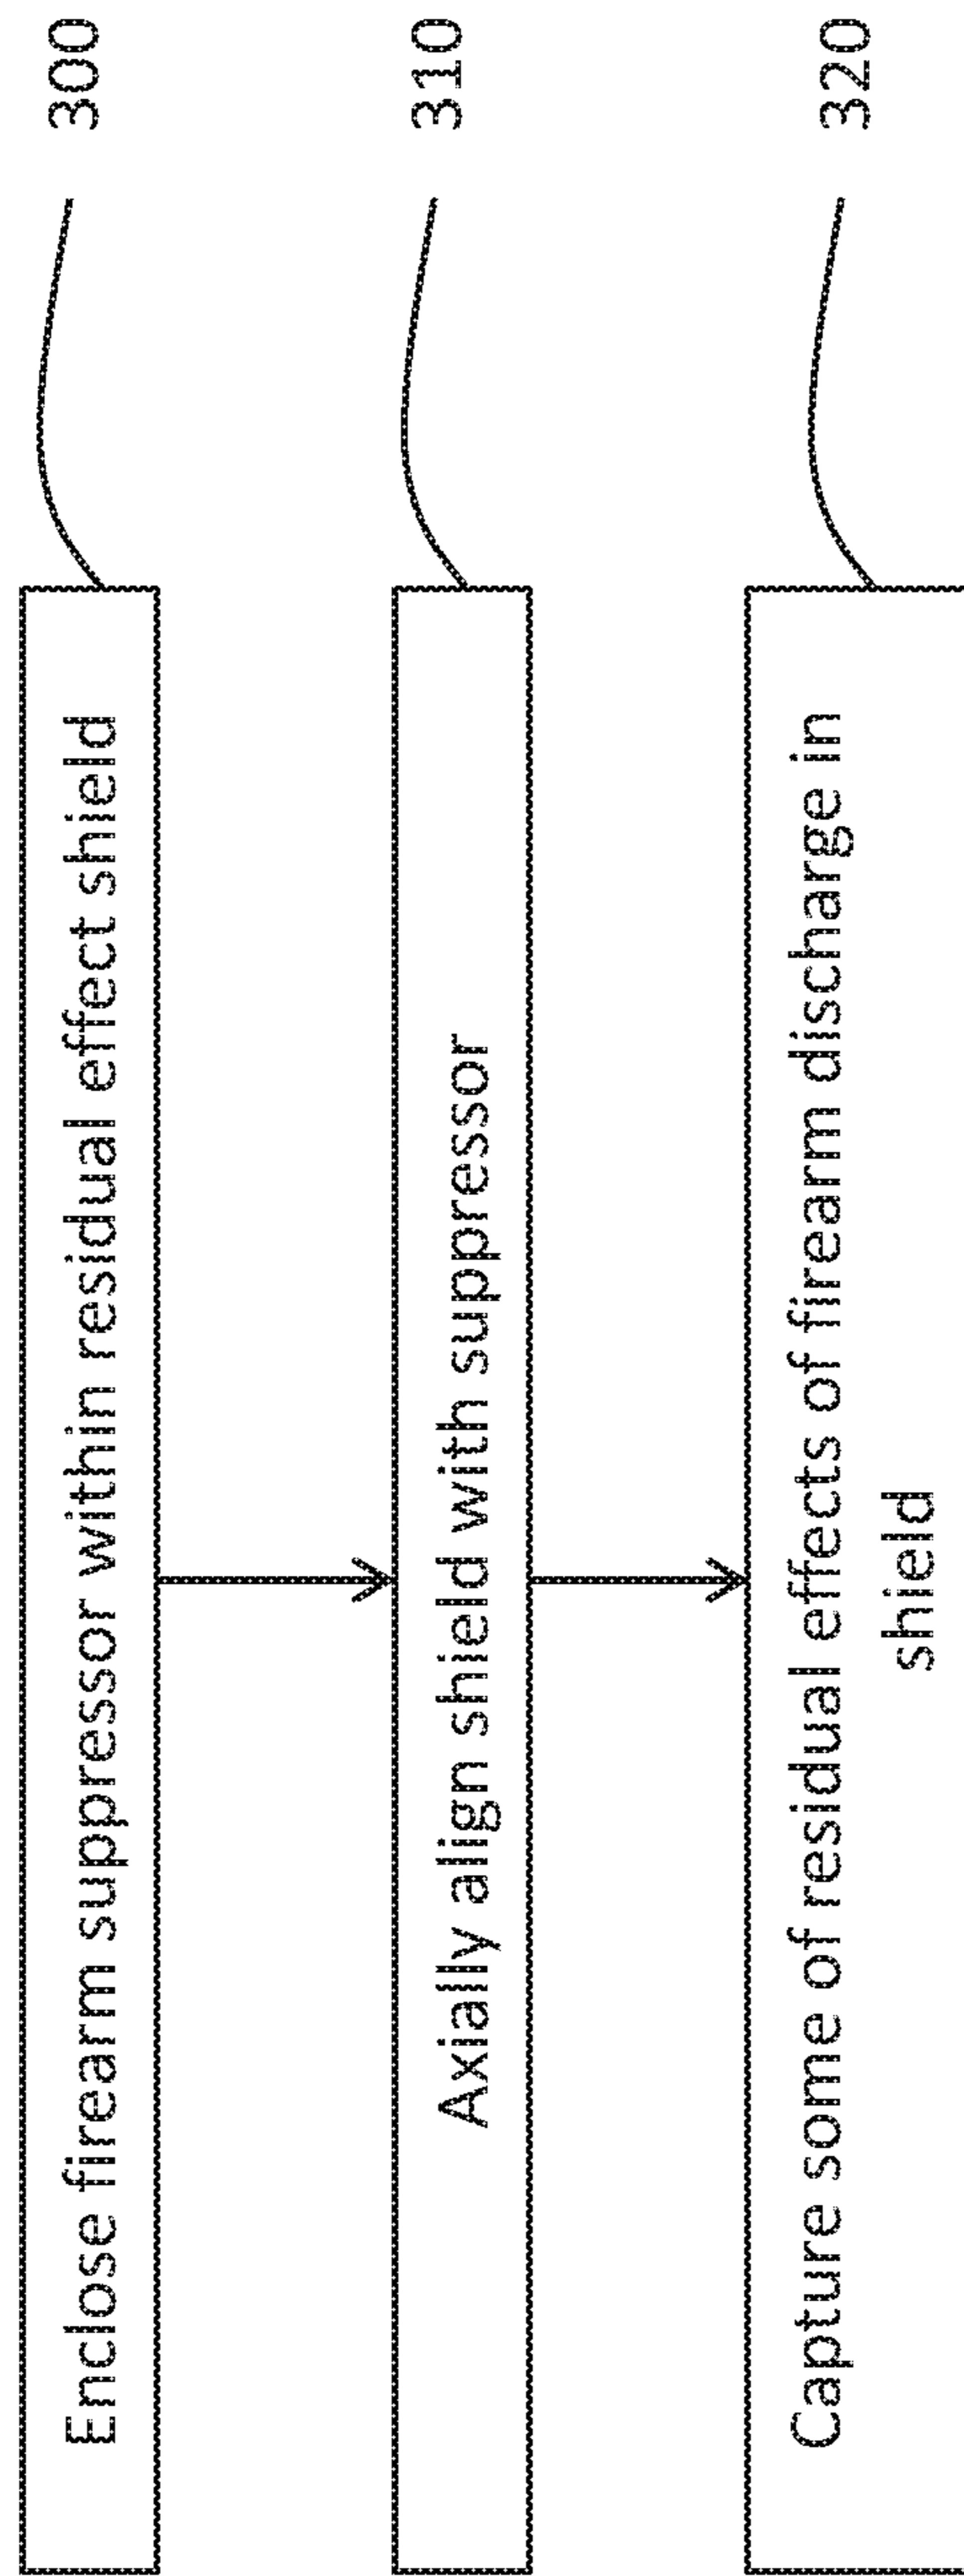 Enclose firearm suppressor within residual effect shield
300
Axially align shield with suppressor
310
Capture some of residual effects of firearm discharge in
shield
320